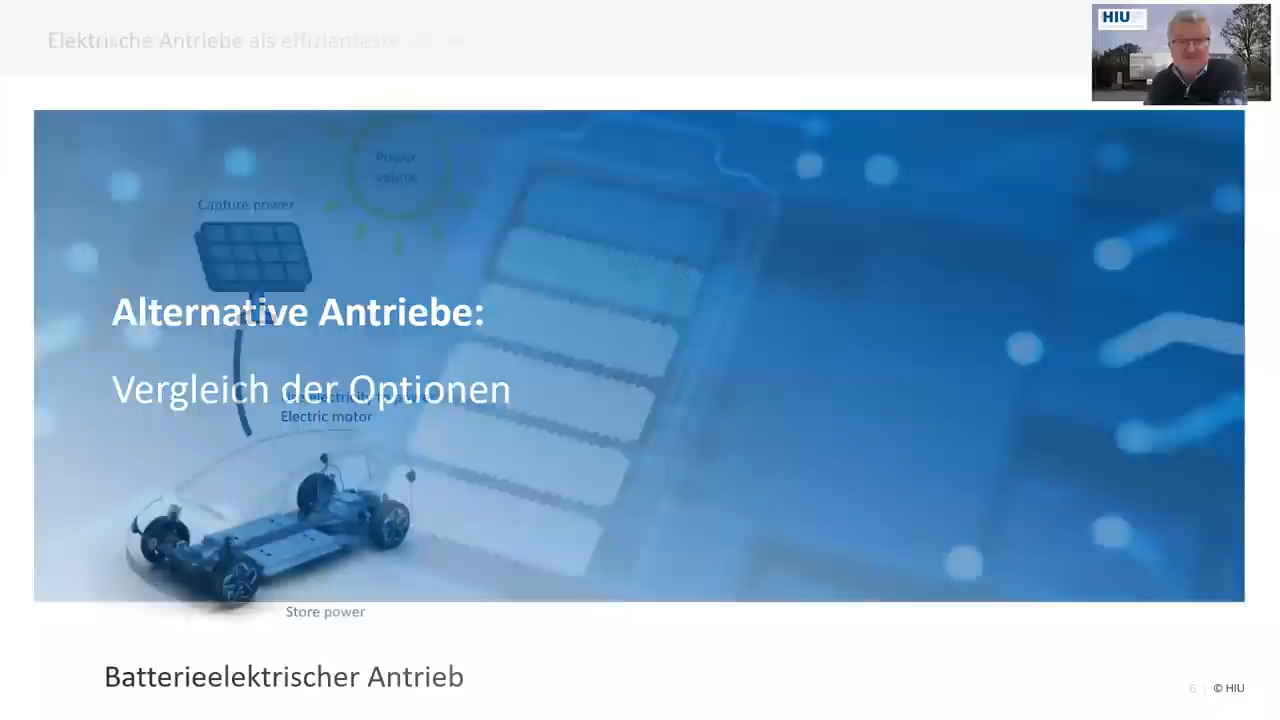 Elektrische Antriebe als effizienteste
HIU
Power
Capture power
Alternative Antriebe:
Vergleich der Optionen
Electric motor
Store power
Batterieelektrischer Antrieb
6 | © HIU